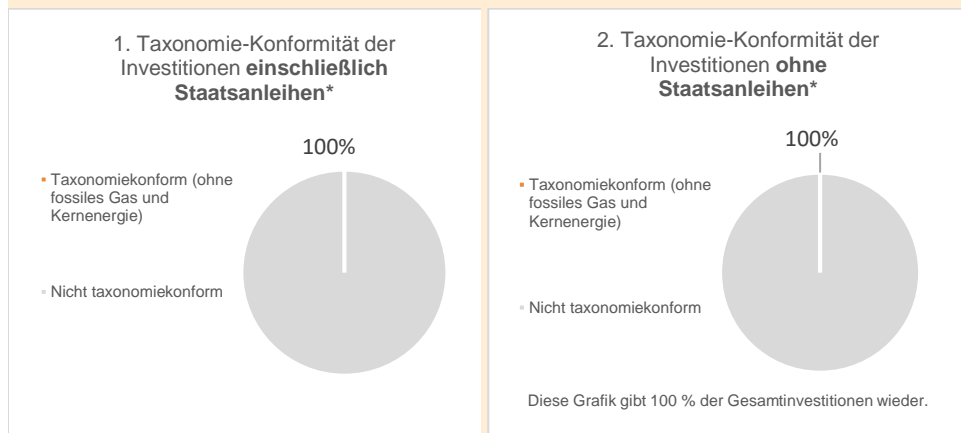 1. Taxonomie-Konformität der
Investitionen einschließlich
Staatsanleihen*
100%
Taxonomiekonform (ohne
fossiles Gas und
Kernenergie)
Nicht taxonomiekonform
2. Taxonomie-Konformität der
Investitionen ohne
Staatsanleihen*
100%
Taxonomiekonform (ohne
fossiles Gas und
Kernenergie)
Nicht taxonomiekonform
Diese Grafik gibt 100 % der Gesamtinvestitionen wieder.